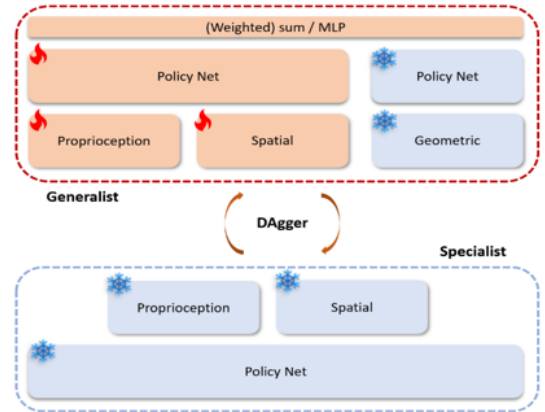 (Weighted) sum / MLP
Policy Net
Policy Net
Proprioception
Spatial
Geometric
Generalist
DAgger
Specialist
Proprioception
Spatial
Policy Net